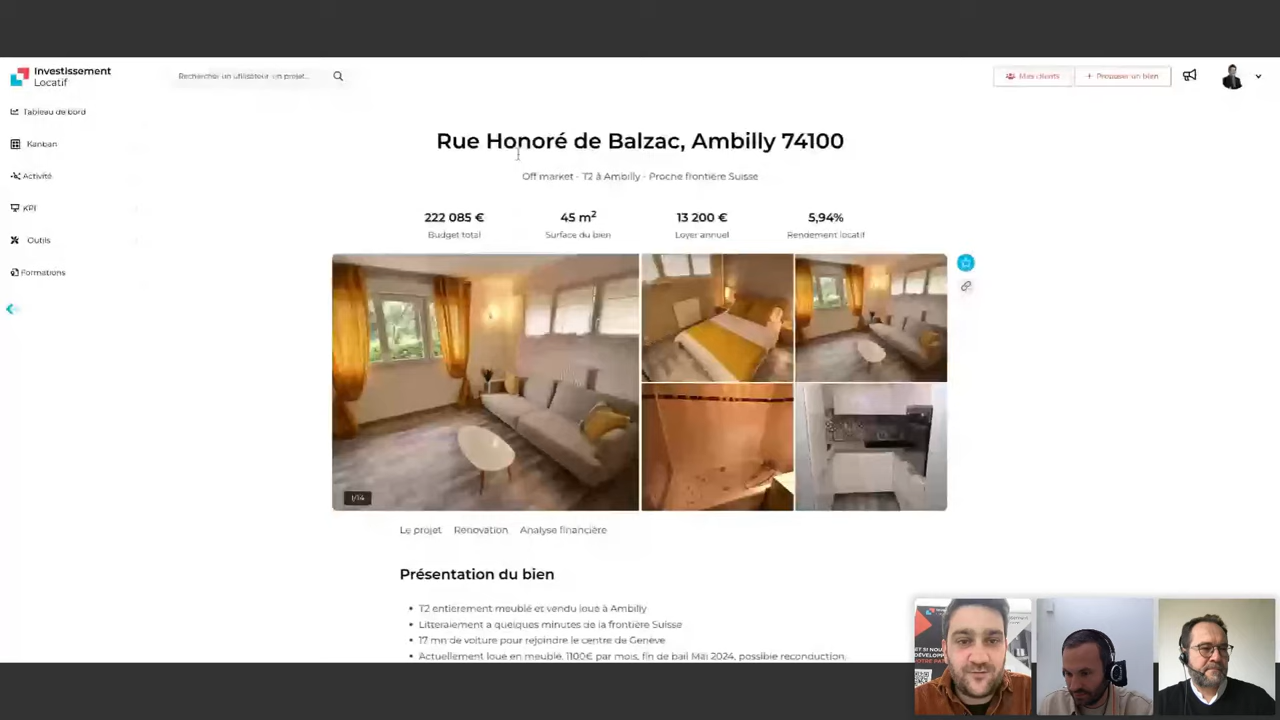 Investissement
Locatif
Rechercher un utilisateur, un projet...
Mes clients
+ Proposer un bien
Tableau de bord
Kanban
Activité
KPI
Outils
Formations
Rue Honoré de Balzac, Ambilly 74100
Off market - T2 à Ambilly - Proche frontière Suisse
222 085 € 45 m² 13 200 € 5,94%
Budget total Surface du bien Loyer annuel Rendement locatif
1/14
Le projet Rénovation Analyse financière
Présentation du bien
• T2 entièrement meublé et vendu loué à Ambilly
• Littéralement à quelques minutes de la frontière Suisse
• 17 mn de voiture pour rejoindre le centre de Genève
• Actuellement loué en meublé, 1100€ par mois, fin de bail Mai 2024, possible reconduction.